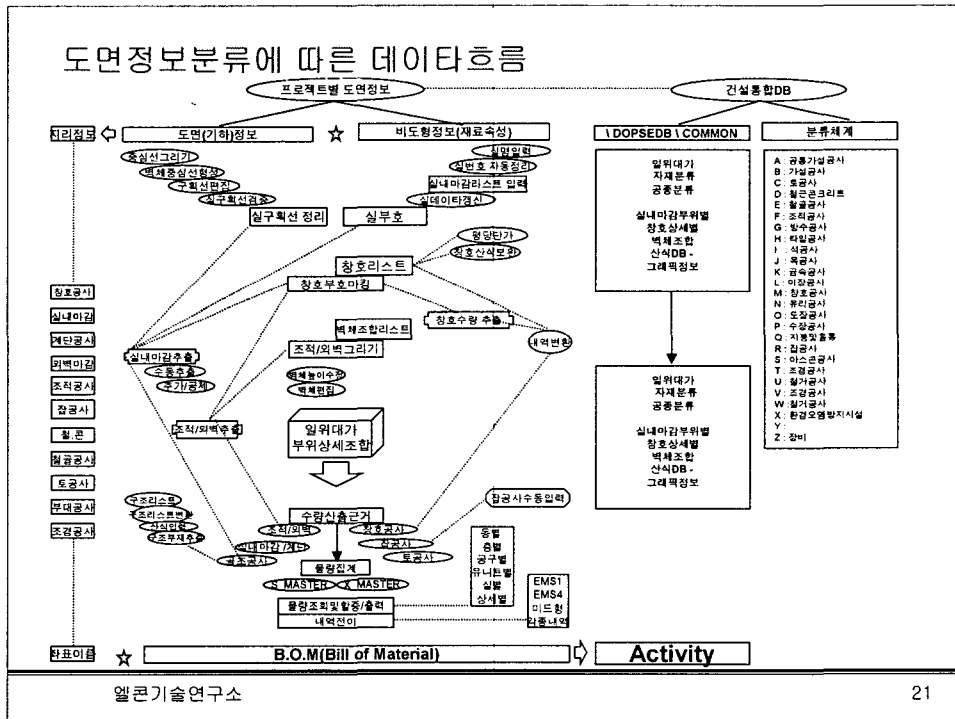 도면정보분류에 따른 데이타흐름
프로젝트별 도면정보
건설통합DB
지리정보
도면(기하)정보
비도형정보(재료속성)
\ DOPSEDB \ COMMON
분류체계
중심선그리기
벽체중심선형성
구획선편집
실구획선검증
실명입력
실번호 자동정리
실내마감리스트 입력
실데이타갱신
실구획선 정리
실부호
평당단가
창호산식보완
창호리스트
창호부호마킹
창호수량 추출
내역변환
벽체조합리스트
조적/외벽그리기
벽체높이수정
벽체편집
실내마감추출
수동추출
추가/공제
조적/외벽추출
일위대가
부위상세조합
창호공사
실내마감
계단공사
외벽마감
조적공사
잡공사
철.콘
철골공사
토공사
부대공사
조경공사
일위대가
자재분류
공종분류
실내마감부위별
창호상세별
벽체조합
산식DB -
그래픽정보
일위대가
자재분류
공종분류
실내마감부위별
창호상세별
벽체조합
산식DB -
그래픽정보
A : 공통가설공사
B : 가설공사
C : 토공사
D : 철근콘크리트
E : 철골공사
F : 조적공사
G : 방수공사
H : 타일공사
I : 석공사
J : 목공사
K : 금속공사
L : 미장공사
M : 창호공사
N : 유리공사
O : 도장공사
P : 수장공사
Q : 지붕및홈통
R : 잡공사
S : 아스콘공사
T : 조경공사
U : 철거공사
V : 조경공사
W : 철거공사
X : 환경오염방지시설
Y :
Z : 장비
구조리스트
구조리스트변환
산식입력
구조부재추출
골조공사
잡공사수동입력
수량산출근거
조적/외벽
실내마감/계단
창호공사
잡공사
토공사
물량집계
S_MASTER
X_MASTER
물량조회및할증/출력
내역전이
동별
층별
공구별
유니트별
실별
상세별
EMS1
EMS4
미드형
각종내역
좌표이름
B.O.M(Bill of Material)
Activity
엘콘기술연구소
21